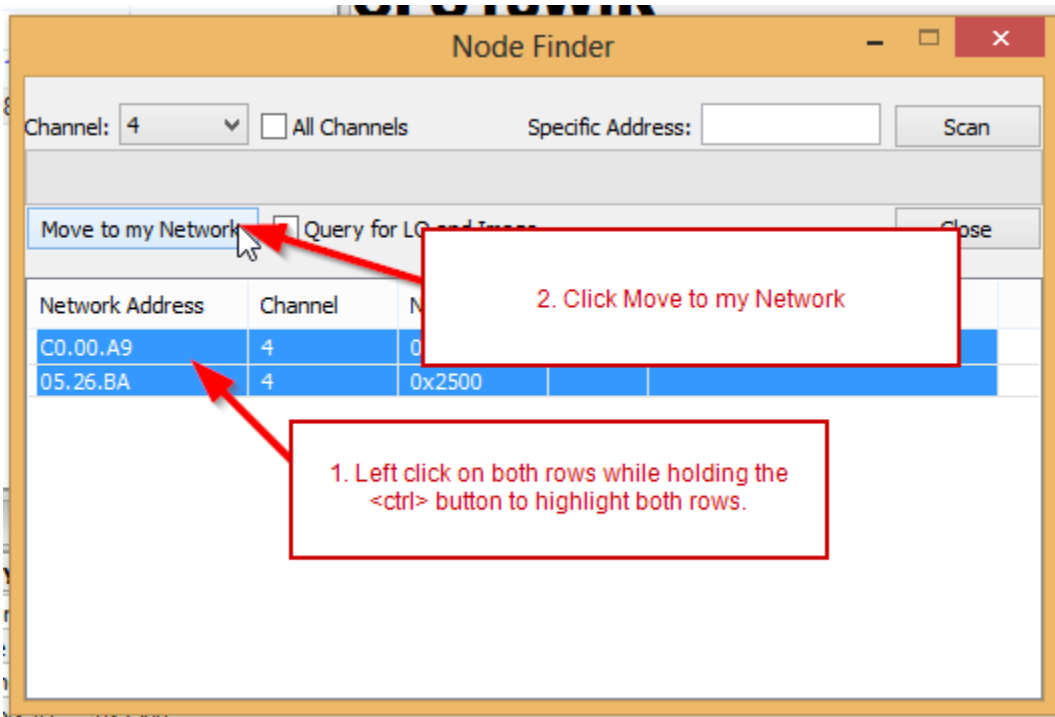 Node Finder
Channel: 4 All Channels Specific Address: Scan
Move to my Network Query for LQ and Image Close
2. Click Move to my Network
Network Address Channel
C0.00.A9 4
05.26.BA 4 0x2500
1. Left click on both rows while holding the
<ctrl> button to highlight both rows.